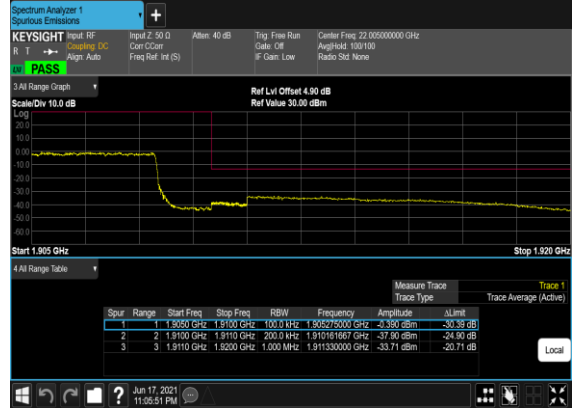 Spectrum Analyzer 1
Spurious Emissions
KEYSIGHT Input: RF Input Z: 50 Ω Atten: 40 dB Trig: Free Run Center Freq: 22.005000000 GHz
R T Coupling: DC Corr CCorr Gate: Off Avg|Hold: 100/100
Align: Auto Freq Ref: Int (S) IF Gain: Low Radio Std: None
PASS
3 All Range Graph
Ref Lvl Offset 4.90 dB
Scale/Div 10.0 dB Ref Value 30.00 dBm
Log
20.0
10.0
0.00
-10.0
-20.0
-30.0
-40.0
-50.0
-60.0
Start 1.905 GHz Stop 1.920 GHz
4 All Range Table
Measure Trace Trace 1
Trace Type Trace Average (Active)
Spur Range Start Freq Stop Freq RBW Frequency Amplitude ΔLimit
1 1 1.9050 GHz 1.9100 GHz 100.0 kHz 1.905275000 GHz -0.390 dBm -30.39 dB
2 2 1.9100 GHz 1.9110 GHz 200.0 kHz 1.910161667 GHz -37.90 dBm -24.90 dB
3 3 1.9110 GHz 1.9200 GHz 1.000 MHz 1.911330000 GHz -33.71 dBm -20.71 dB
Local
Jun 17, 2021
11:05:51 PM